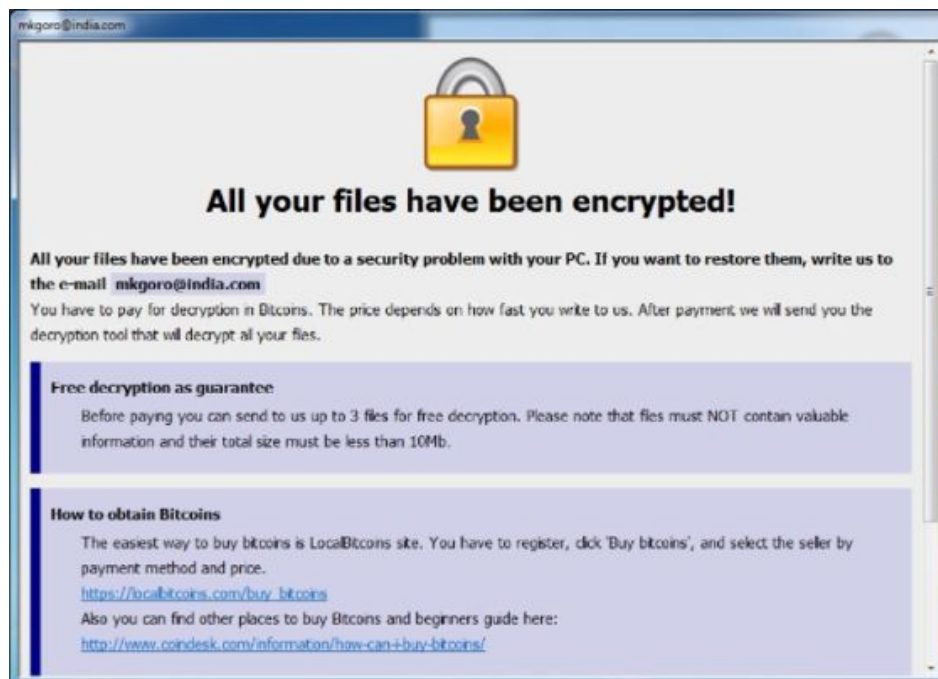 mkgoro@india.com
All your files have been encrypted!
All your files have been encrypted due to a security problem with your PC. If you want to restore them, write us to
the e-mail mkgoro@india.com
You have to pay for decryption in Bitcoins. The price depends on how fast you write to us. After payment we will send you the
decryption tool that will decrypt all your files.
Free decryption as guarantee
Before paying you can send to us up to 3 files for free decryption. Please note that files must NOT contain valuable
information and their total size must be less than 10Mb.
How to obtain Bitcoins
The easiest way to buy bitcoins is LocalBitcoins site. You have to register, click 'Buy bitcoins', and select the seller by
payment method and price.
https://localbitcoins.com/buy_bitcoins
Also you can find other places to buy Bitcoins and beginners guide here:
http://www.coindesk.com/information/how-can-i-buy-bitcoins/